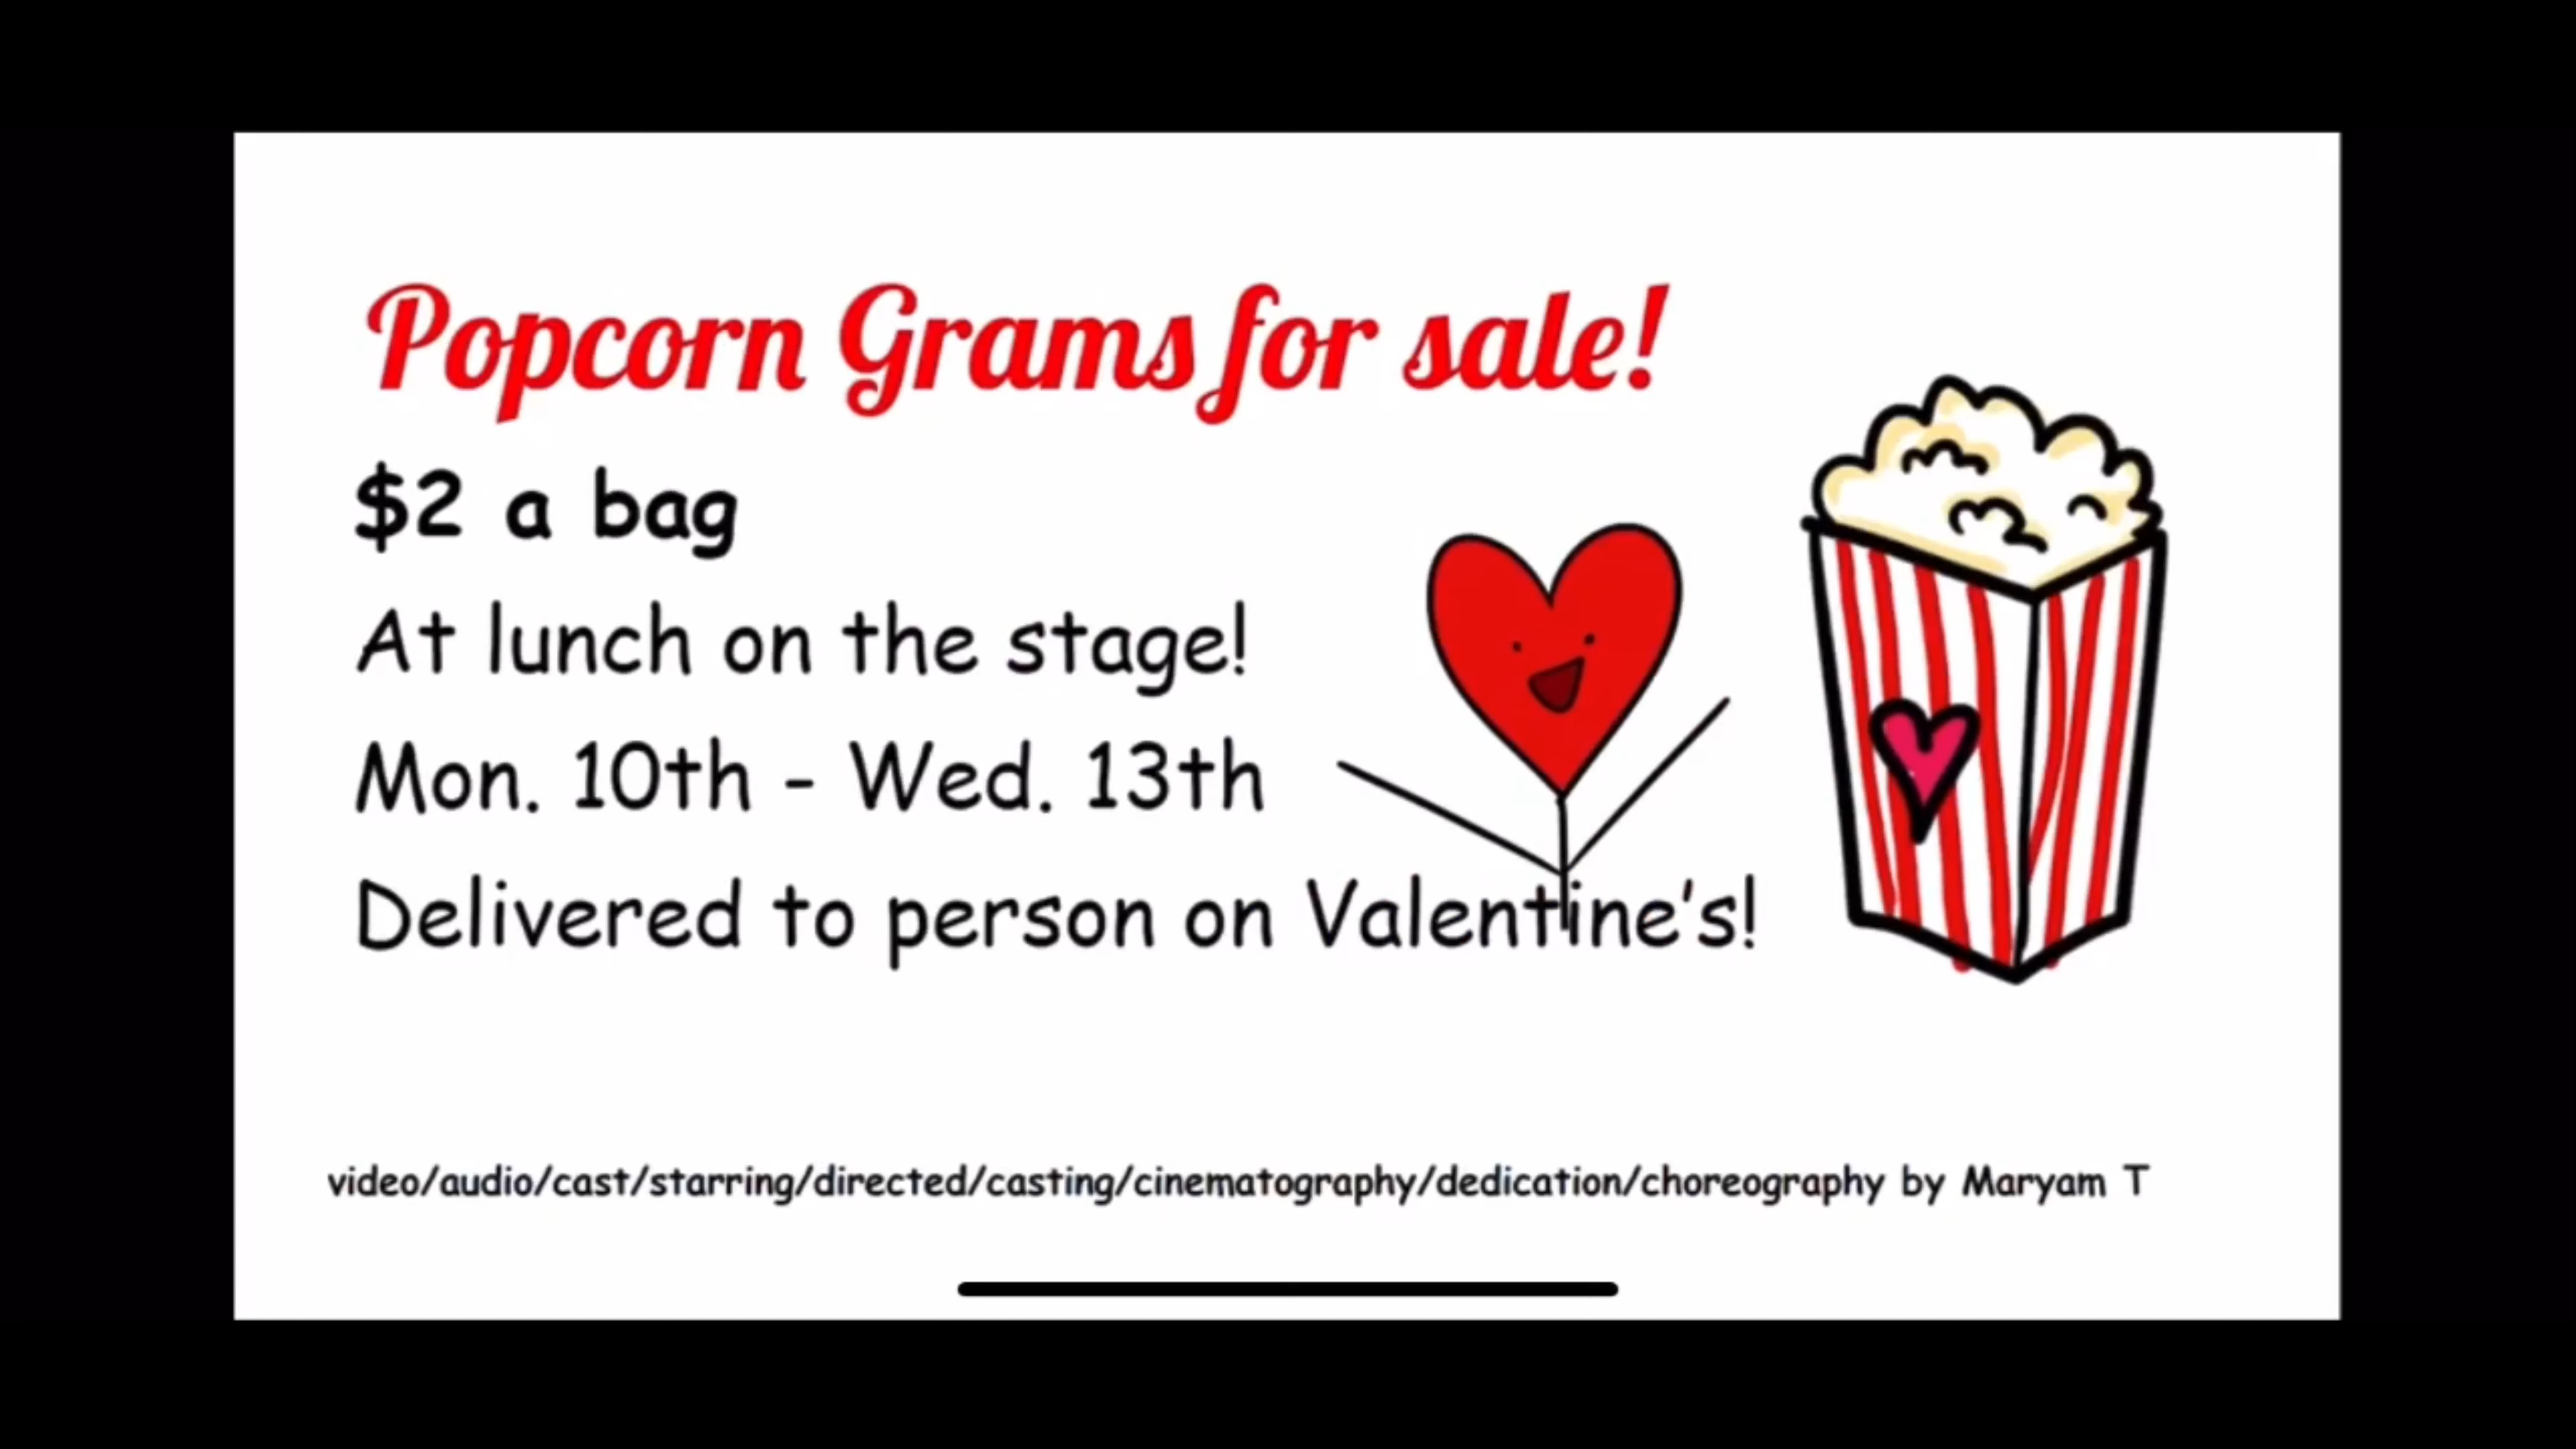 Popcorn Grams for sale!
$2 a bag
At lunch on the stage!
Mon. 10th - Wed. 13th
Delivered to person on Valentine's!
video/audio/cast/starring/directed/casting/cinematography/dedication/choreography by Maryam T